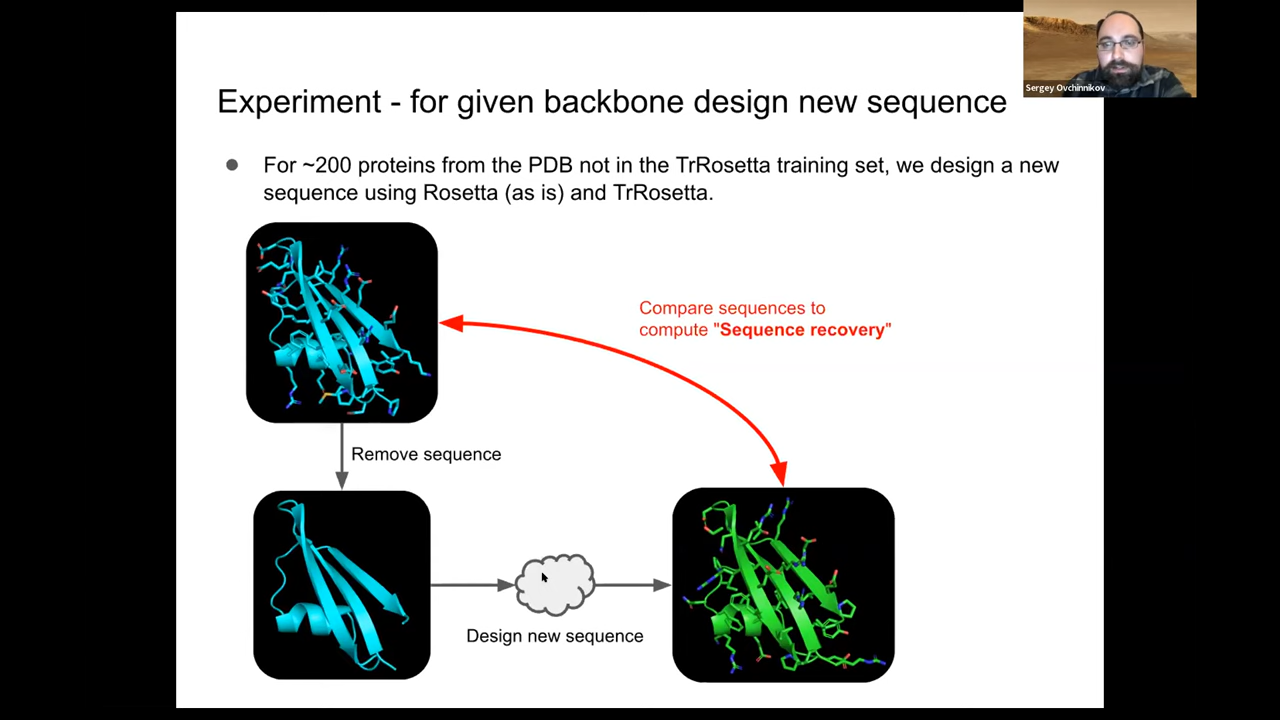 Sergey Ovchinnikov
Experiment - for given backbone design new sequence
For ~200 proteins from the PDB not in the TrRosetta training set, we design a new
sequence using Rosetta (as is) and TrRosetta.
Compare sequences to
compute "Sequence recovery"
Remove sequence
Design new sequence